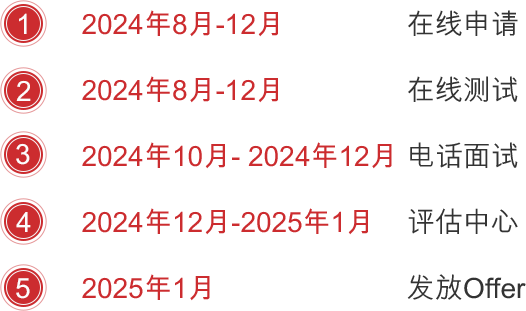 1 2024年8月-12月 在线申请
2 2024年8月-12月 在线测试
3 2024年10月- 2024年12月 电话面试
4 2024年12月-2025年1月 评估中心
5 2025年1月 发放Offer